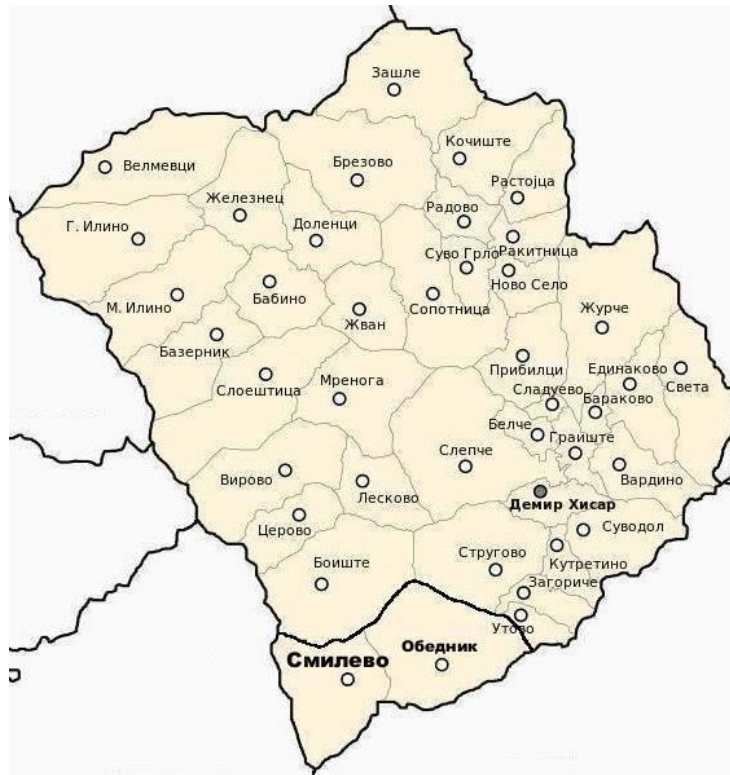 Зашле
Кочиште
Велмевци
Брезово
Растојца
Железнец
Радово
Г. Илино
Доленци
Суво Грло
Ракитница
Бабино
Ново Село
М. Илино
Сопотница
Журче
Жван
Базерник
Прибилци
Единаково
Слоештица
Мренога
Сладуево
Света
Бараково
Белче
Граиште
Слепче
Вирово
Лесково
Вардино
Демир Хисар
Церово
Суводол
Стругово
Кутретино
Боиште
Загориче
Утово
Обедник
Смилево